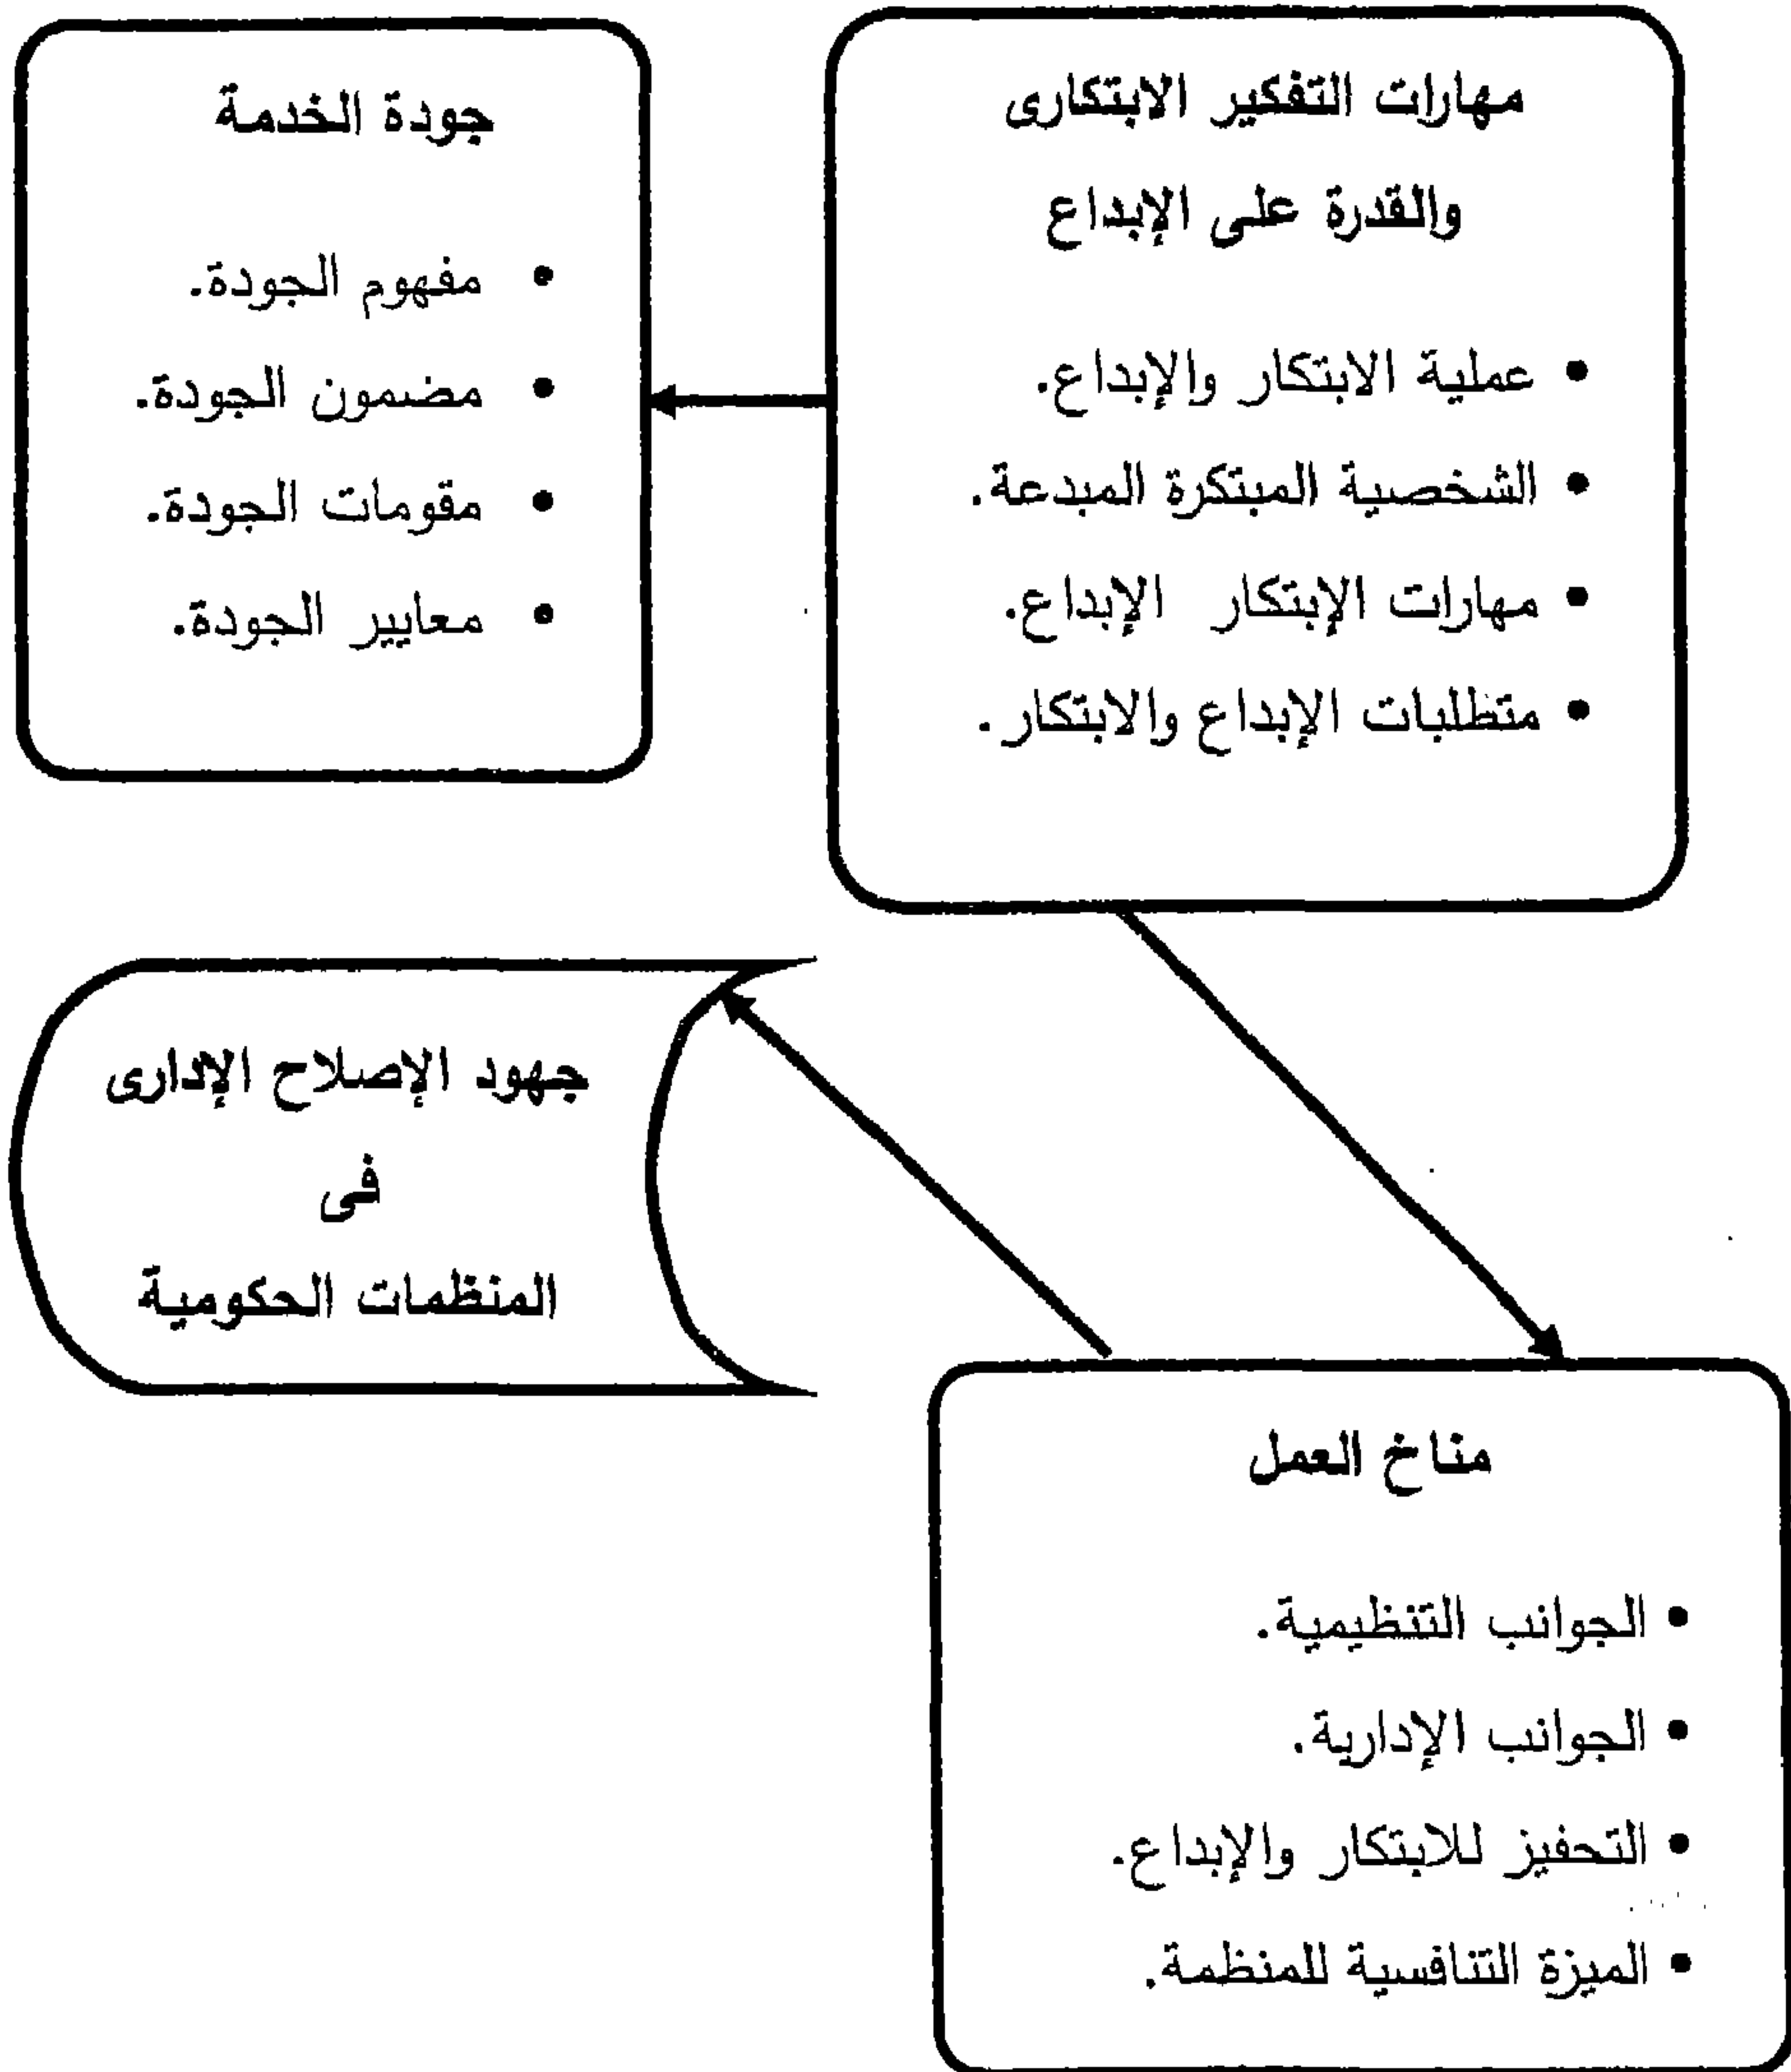 مهارات التفكير الابتكارى
والقدرة على الإبداع
• عملية الابتكار والإبداع.
• الشخصية المبتكرة المبدعة.
• مهارات الإبتكار الإبداع.
• متطلبات الإبداع والابتكار.
جودة الخدمة
• مفهوم الجودة.
• مضمون الجودة.
• مقومات الجودة.
• معايير الجودة.
جهود الإصلاح الإدارى
فى
المنظمات الحكومية
مناخ العمل
• الجوانب التنظيمية.
• الجوانب الإدارية.
• التحفيز للابتكار والإبداع.
• الميزة التنافسية للمنظمة.